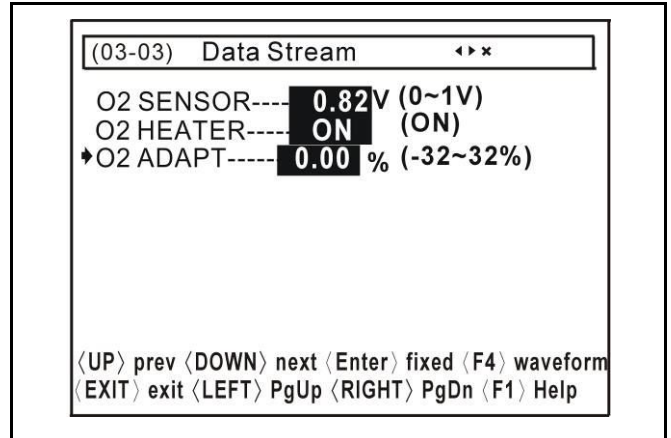 (03-03) Data Stream ◂ ▸ ×
O2 SENSOR---- 0.82 V (0~1V)
O2 HEATER----- ON (ON)
➧O2 ADAPT----- 0.00 % (-32~32%)
〈UP〉 prev 〈DOWN〉 next 〈Enter〉 fixed 〈F4〉 waveform
〈EXIT〉 exit 〈LEFT〉 PgUp 〈RIGHT〉 PgDn 〈F1〉 Help